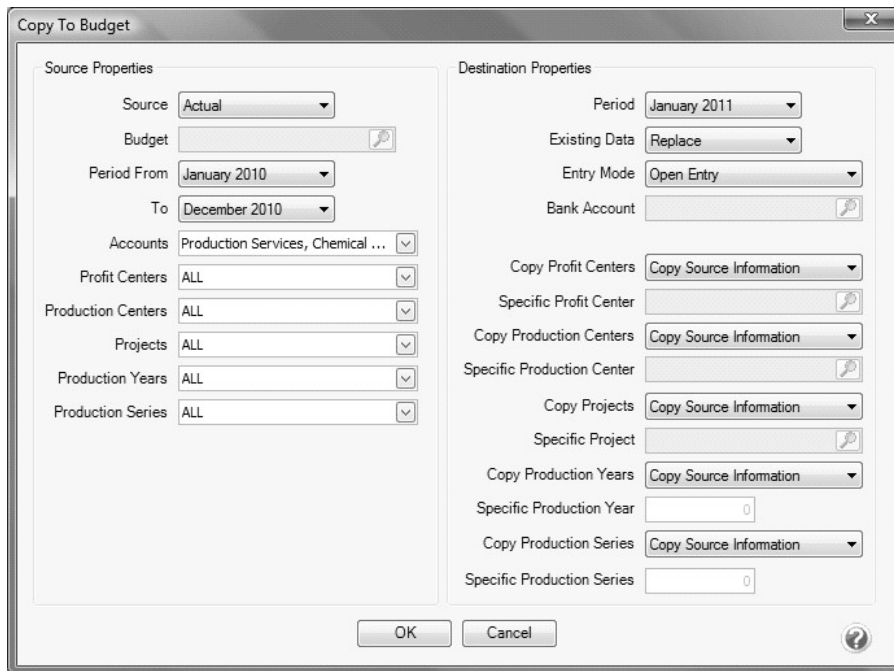 Copy To Budget
X
Source Properties
Source Actual
Budget
Period From January 2010
To December 2010
Accounts Production Services, Chemical ...
Profit Centers ALL
Production Centers ALL
Projects ALL
Production Years ALL
Production Series ALL
Destination Properties
Period January 2011
Existing Data Replace
Entry Mode Open Entry
Bank Account
Copy Profit Centers Copy Source Information
Specific Profit Center
Copy Production Centers Copy Source Information
Specific Production Center
Copy Projects Copy Source Information
Specific Project
Copy Production Years Copy Source Information
Specific Production Year 0
Copy Production Series Copy Source Information
Specific Production Series 0
OK Cancel ?